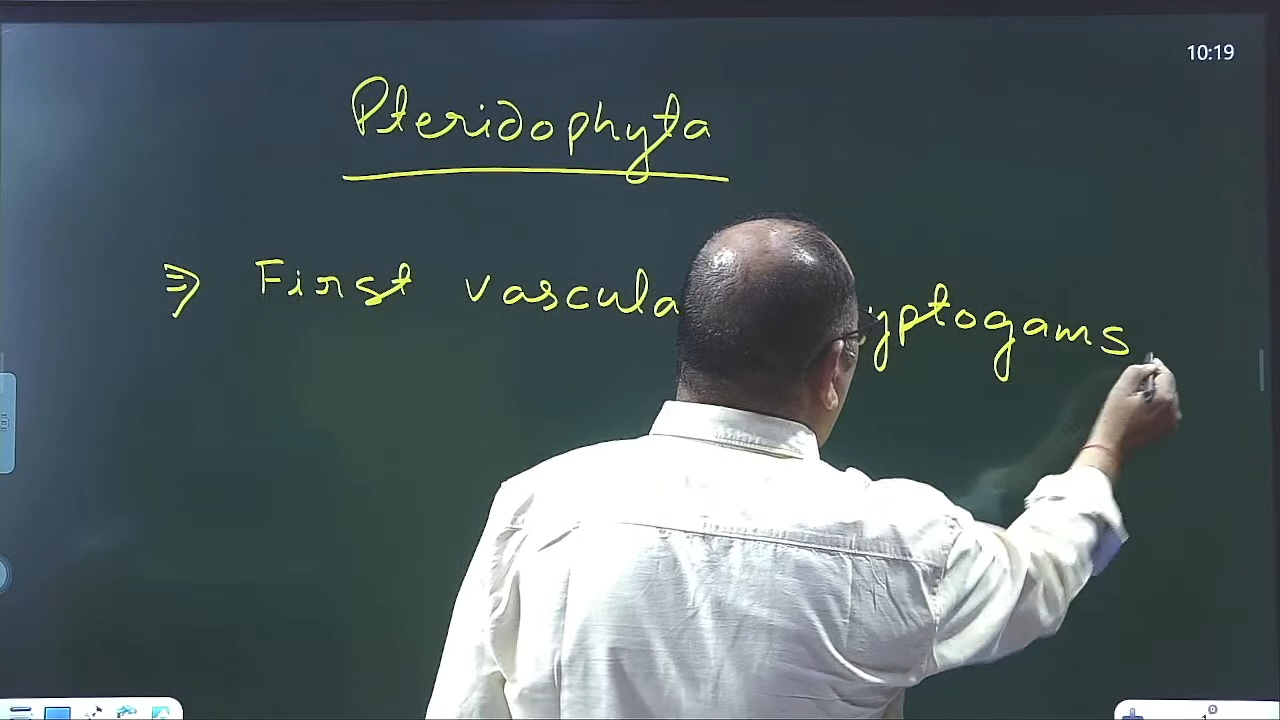 10:19
Pteridophyta
⇒ First vascula yptogams